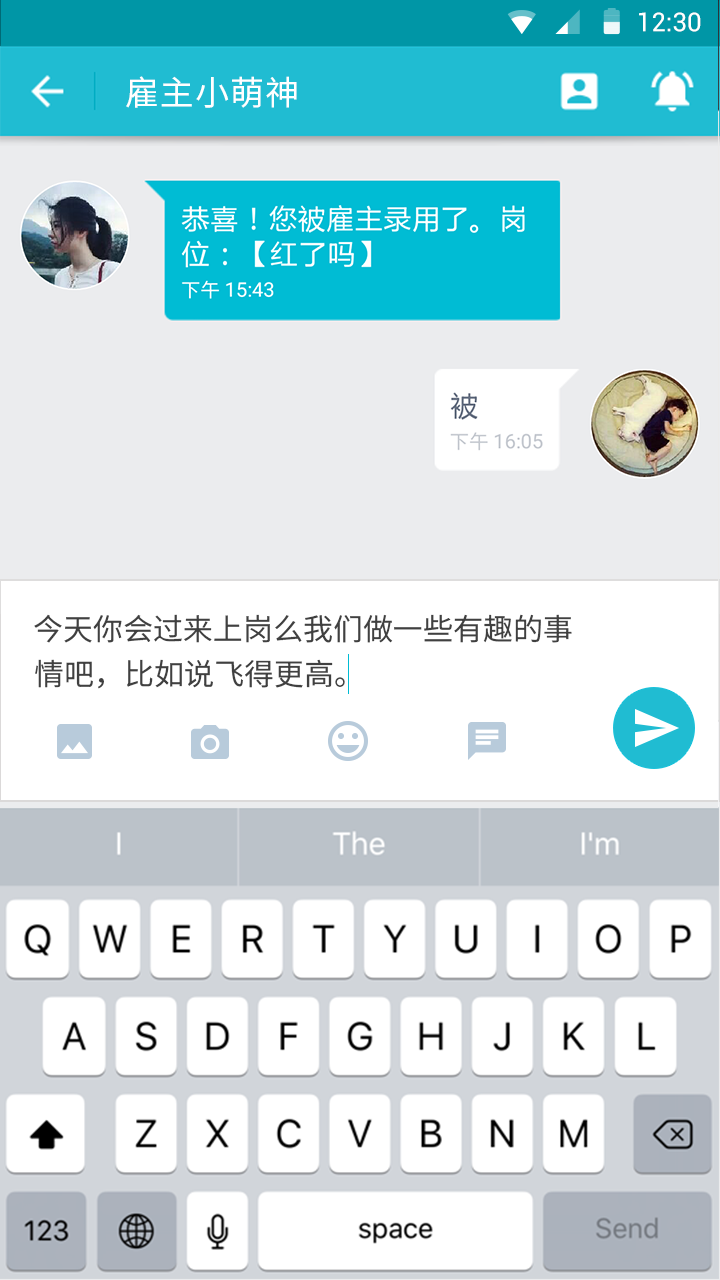 12:30
雇主小萌神
恭喜！您被雇主录用了。岗
位：【红了吗】
下午 15:43
被
下午 16:05
今天你会过来上岗么我们做一些有趣的事
情吧，比如说飞得更高。
I The I'm
Q W E R T Y U I O P
A S D F G H J K L
Z X C V B N M
123 space Send